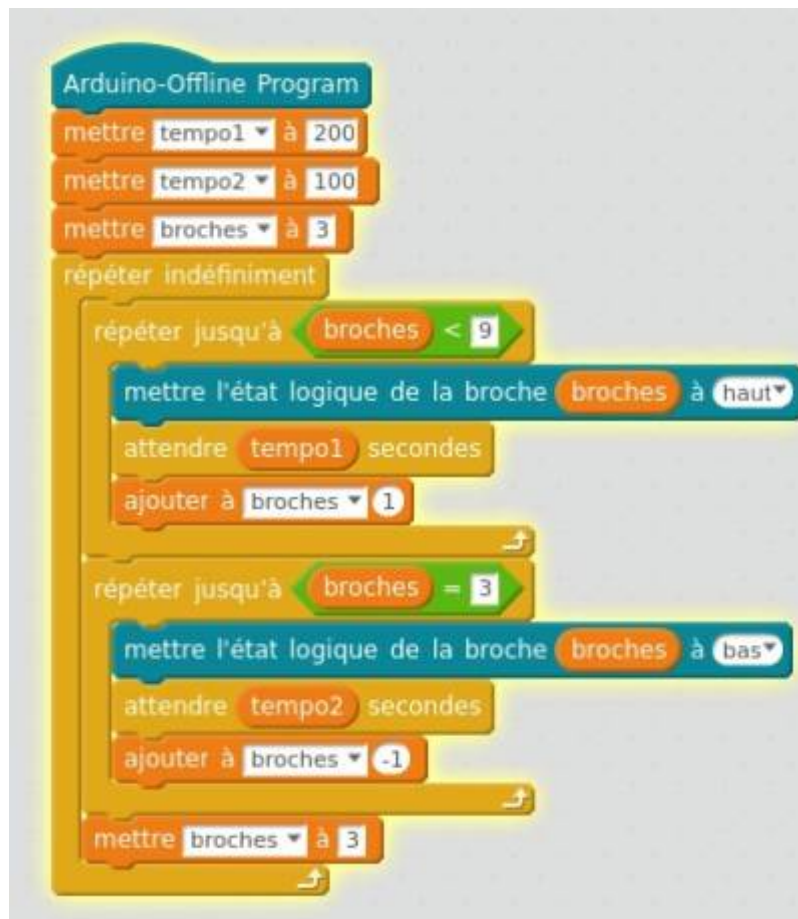 Arduino-Offline Program
mettre tempo1 à 200
mettre tempo2 à 100
mettre broches à 3
répéter indéfiniment
répéter jusqu'à broches < 9
mettre l'état logique de la broche broches à haut
attendre tempo1 secondes
ajouter à broches 1
répéter jusqu'à broches = 3
mettre l'état logique de la broche broches à bas
attendre tempo2 secondes
ajouter à broches -1
mettre broches à 3